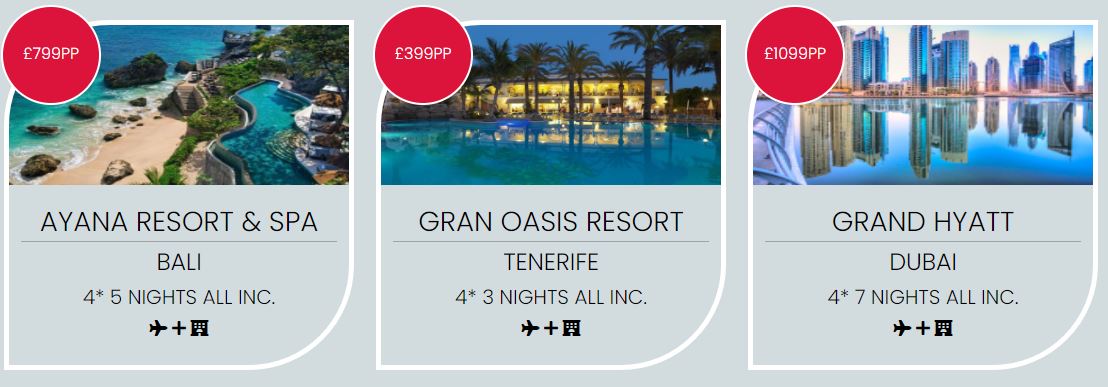 £799PP
AYANA RESORT & SPA
BALI
4* 5 NIGHTS ALL INC.
£399PP
GRAN OASIS RESORT
TENERIFE
4* 3 NIGHTS ALL INC.
£1099PP
GRAND HYATT
DUBAI
4* 7 NIGHTS ALL INC.